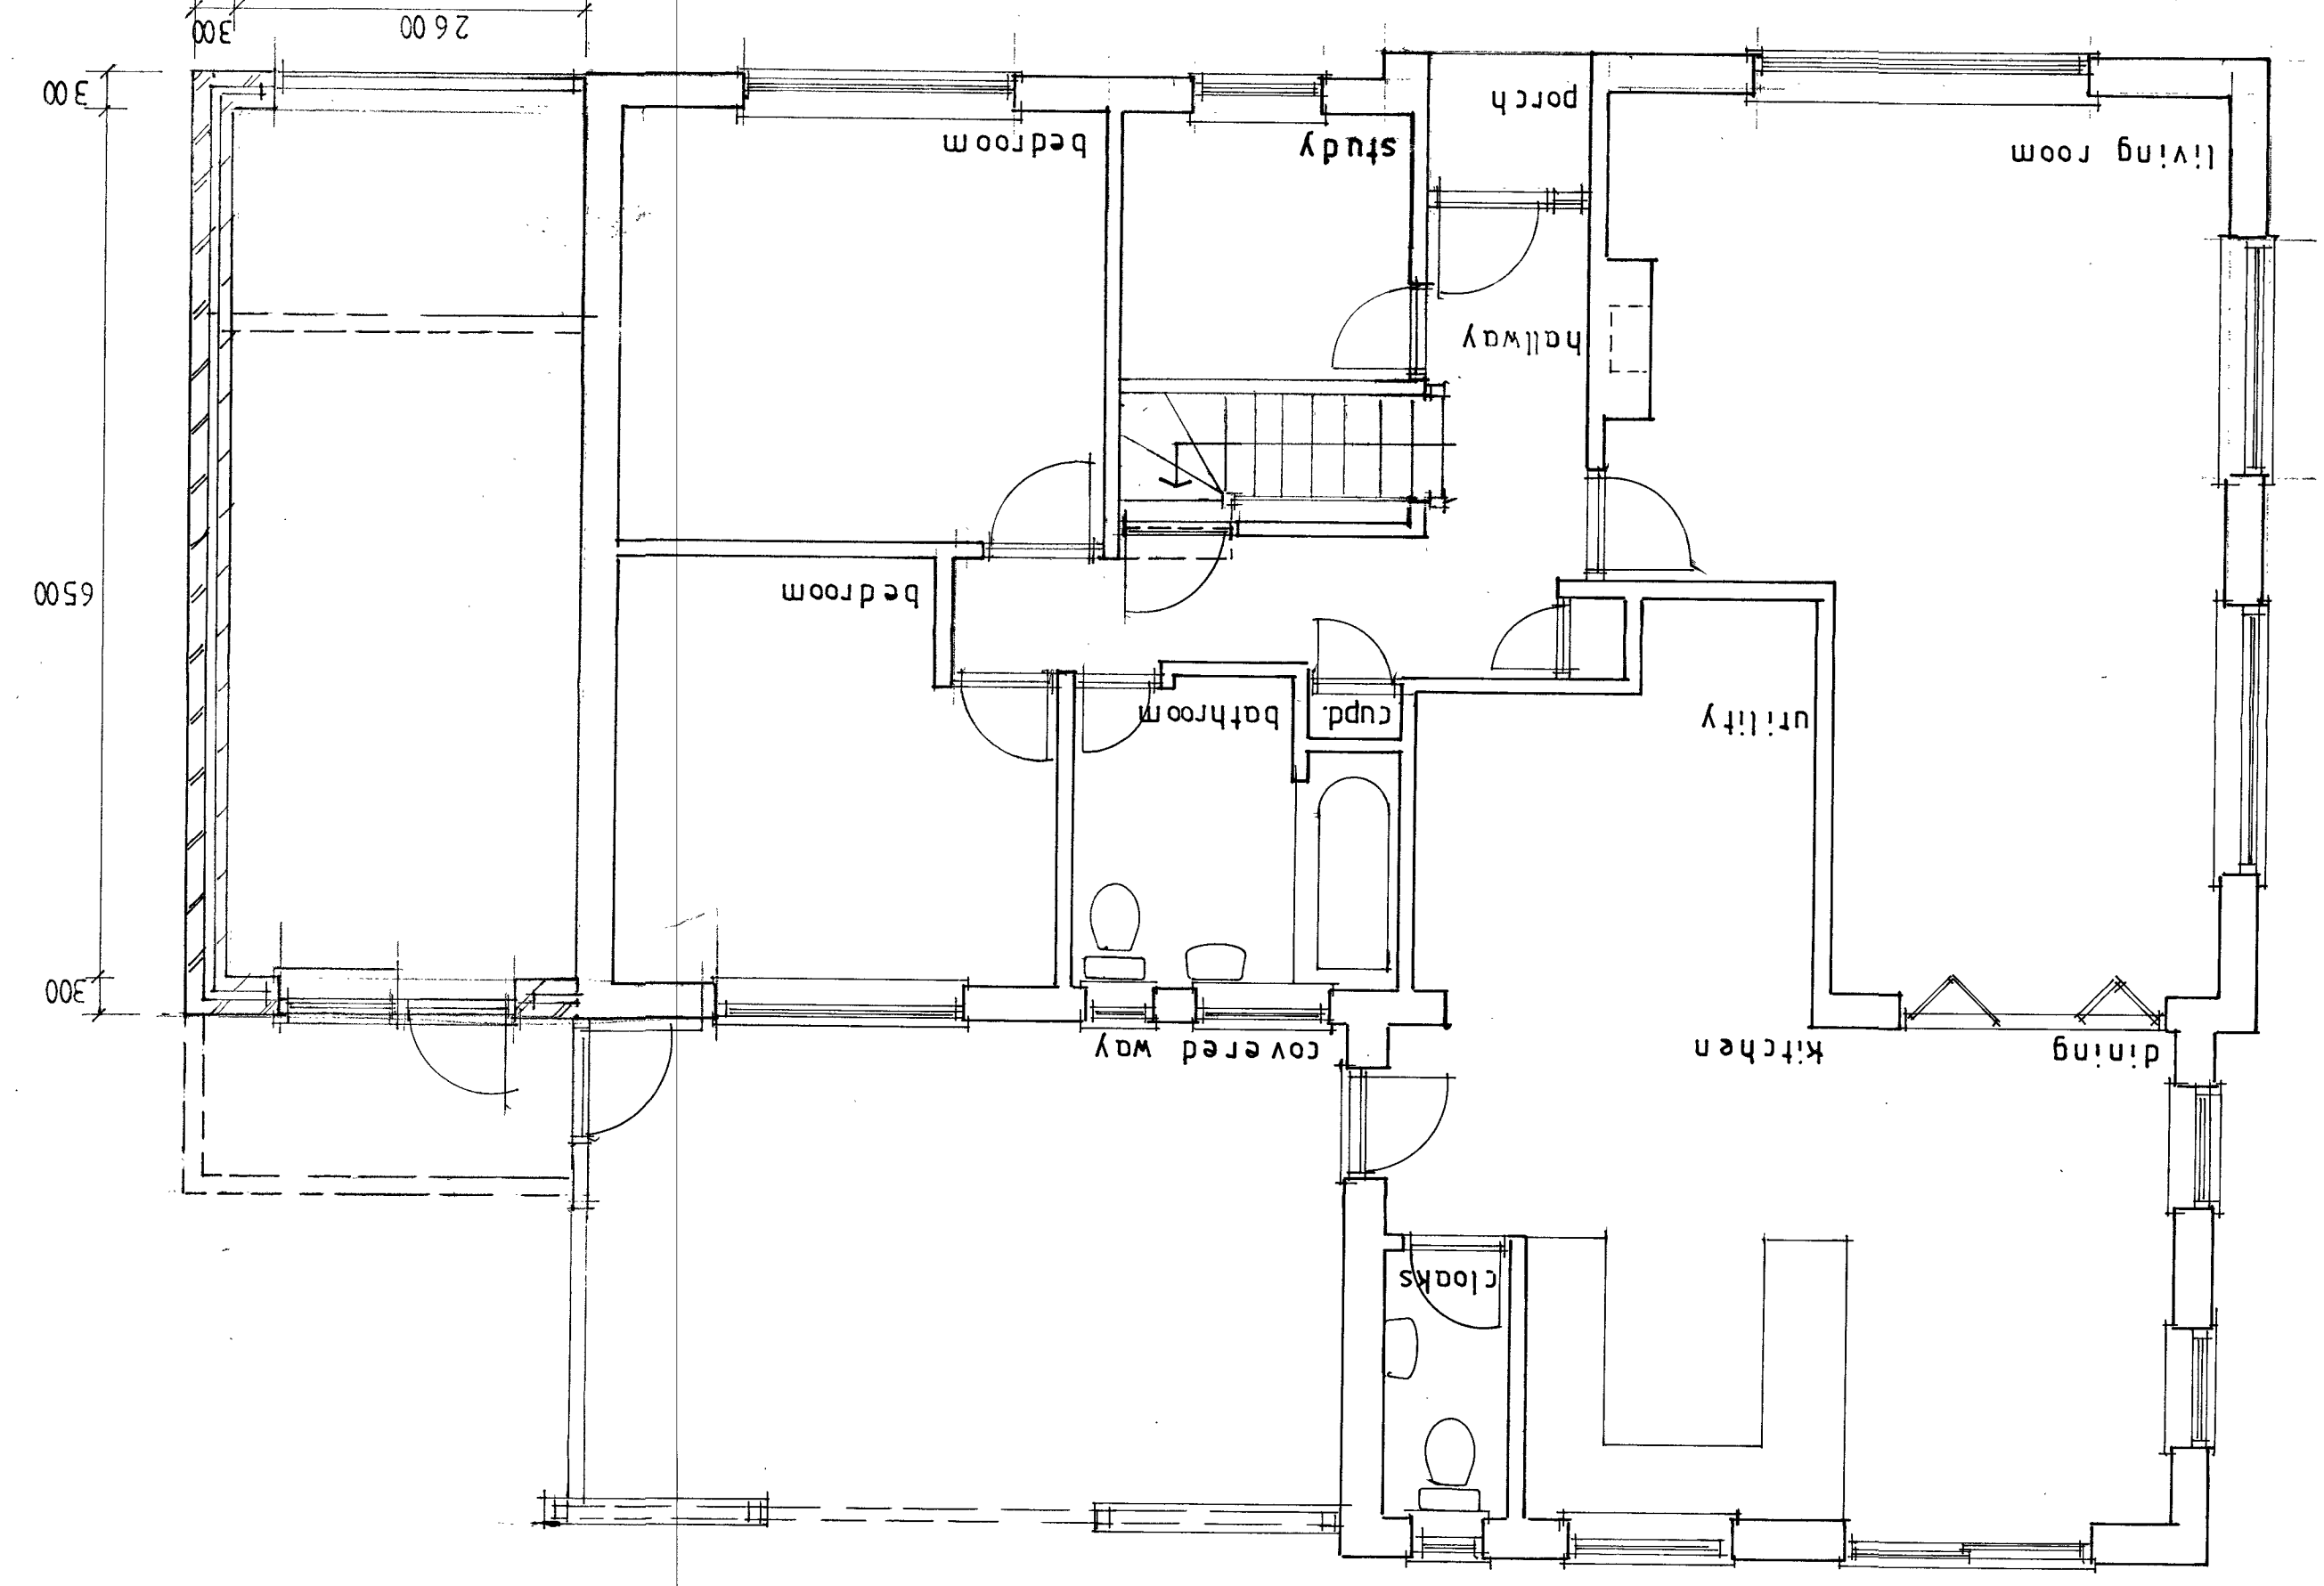 cloaks
dining
kitchen
covered way
300
utility
cupd.
bathroom
bedroom
6500
hallway
living room
study
bedroom
porch
300
2600
300